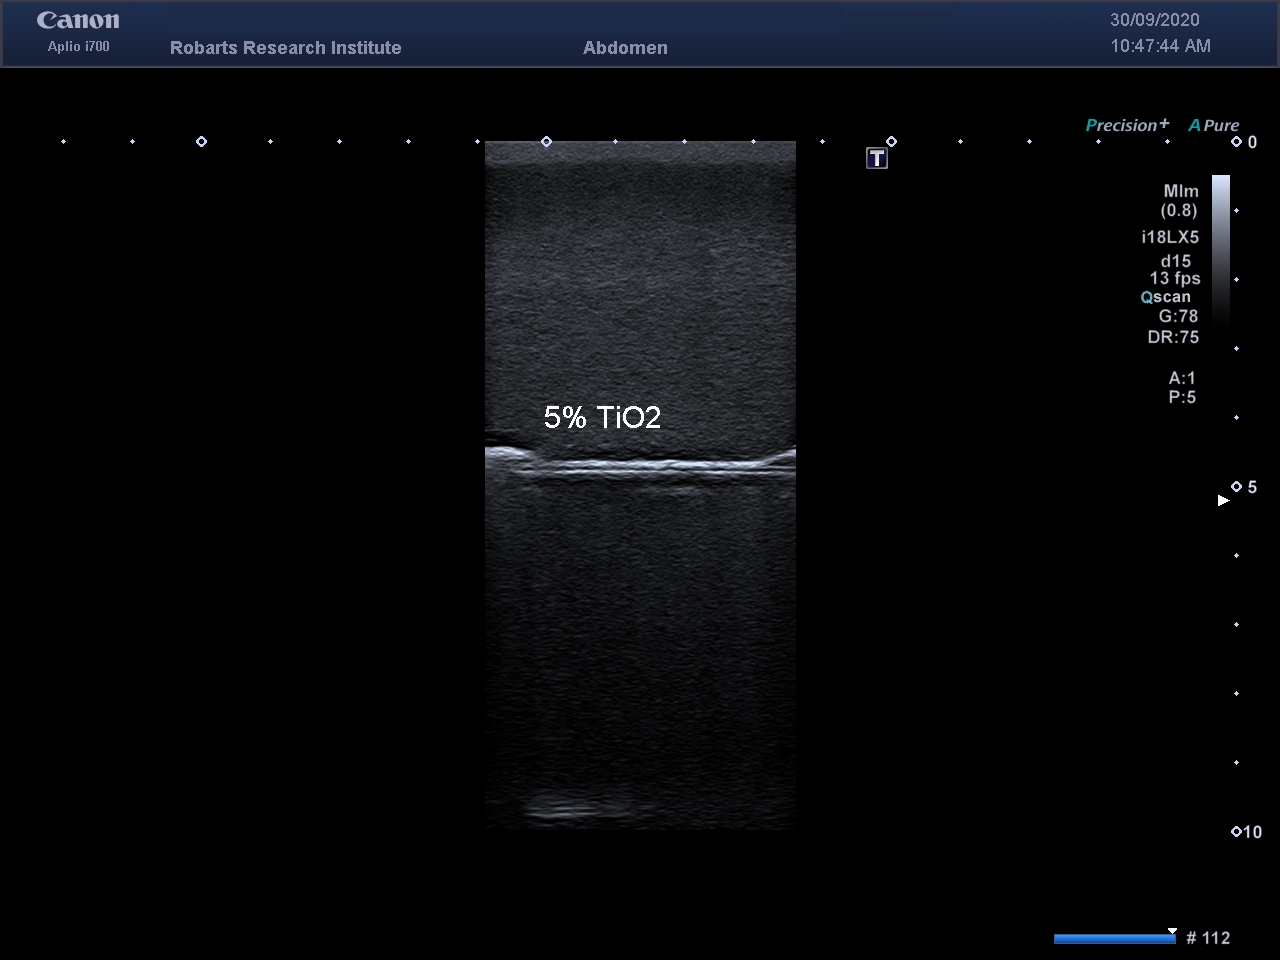 Canon
Aplio i700
Robarts Research Institute
Abdomen
30/09/2020
10:47:44 AM
Precision+ A Pure
T
0
MIm
(0.8)
i18LX5
d15
13 fps
Qscan
G:78
DR:75
A:1
P:5
5% TiO2
5
10
# 112